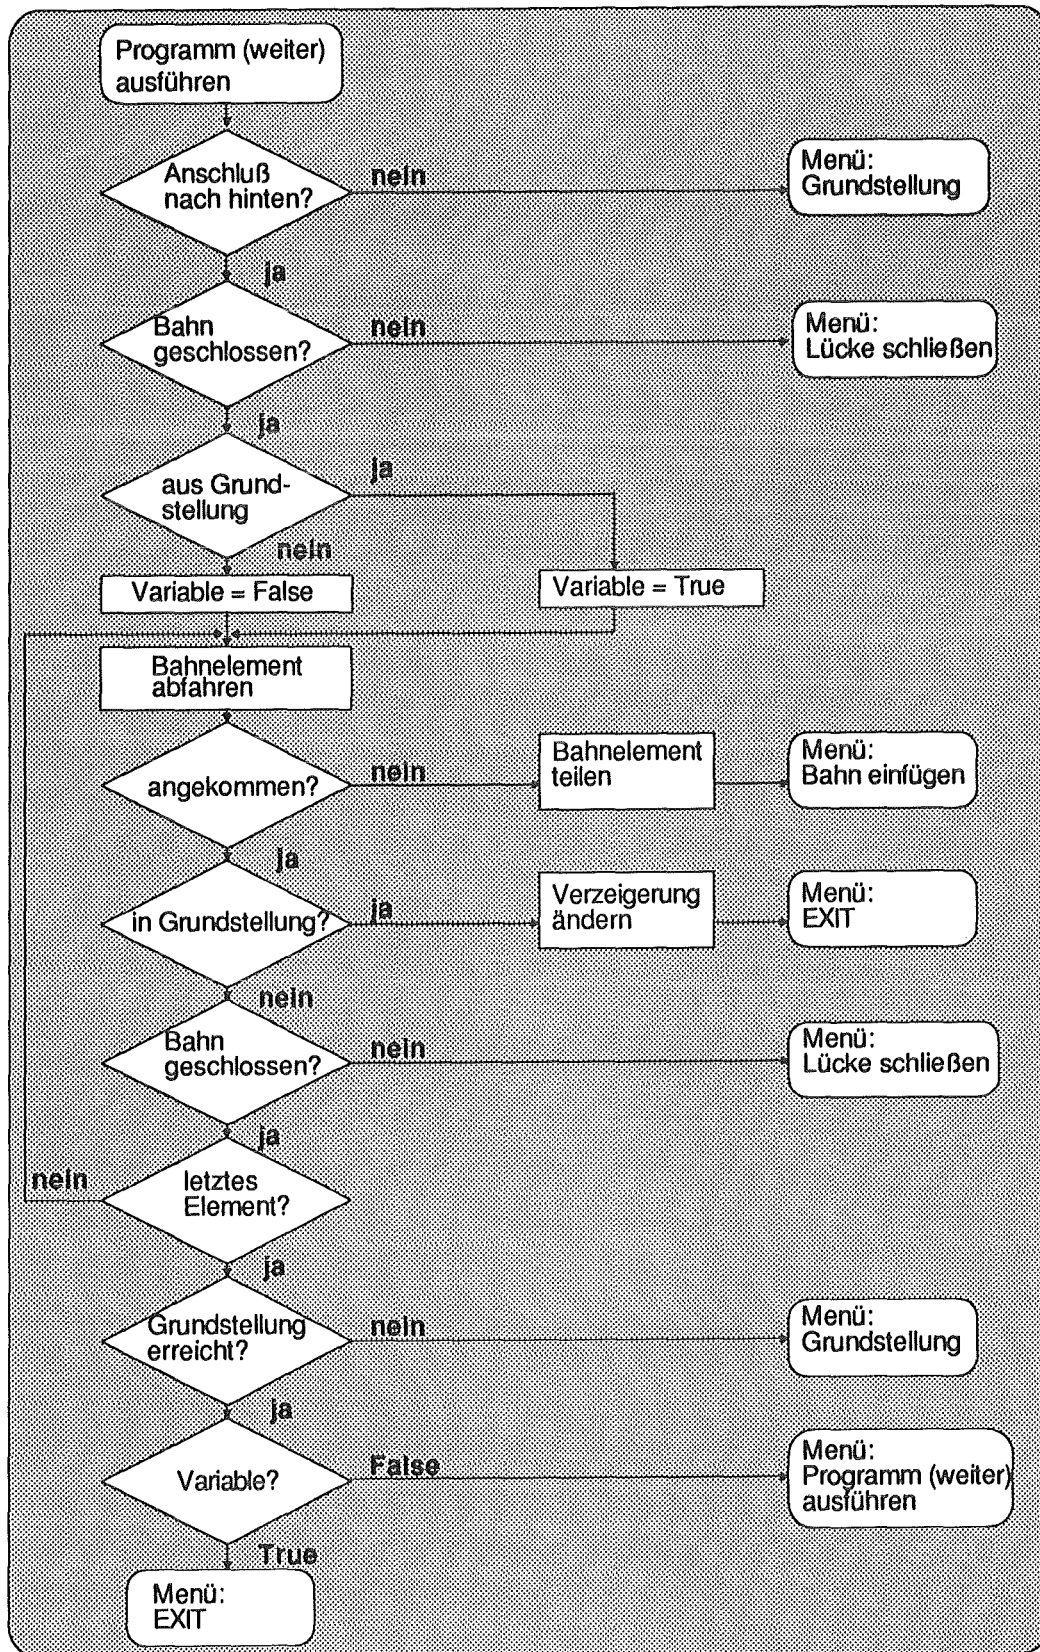 Programm (weiter)
ausführen
Anschluß
nach hinten?
nein
Menü:
Grundstellung
ja
Bahn
geschlossen?
nein
Menü:
Lücke schließen
ja
aus Grund-
stellung
ja
nein
Variable = False
Variable = True
Bahnelement
abfahren
angekommen?
nein
Bahnelement
teilen
Menü:
Bahn einfügen
ja
in Grundstellung?
ja
Verzeigerung
ändern
Menü:
EXIT
nein
Bahn
geschlossen?
nein
Menü:
Lücke schließen
ja
nein
letztes
Element?
ja
Grundstellung
erreicht?
nein
Menü:
Grundstellung
ja
Variable?
False
Menü:
Programm (weiter)
ausführen
True
Menü:
EXIT